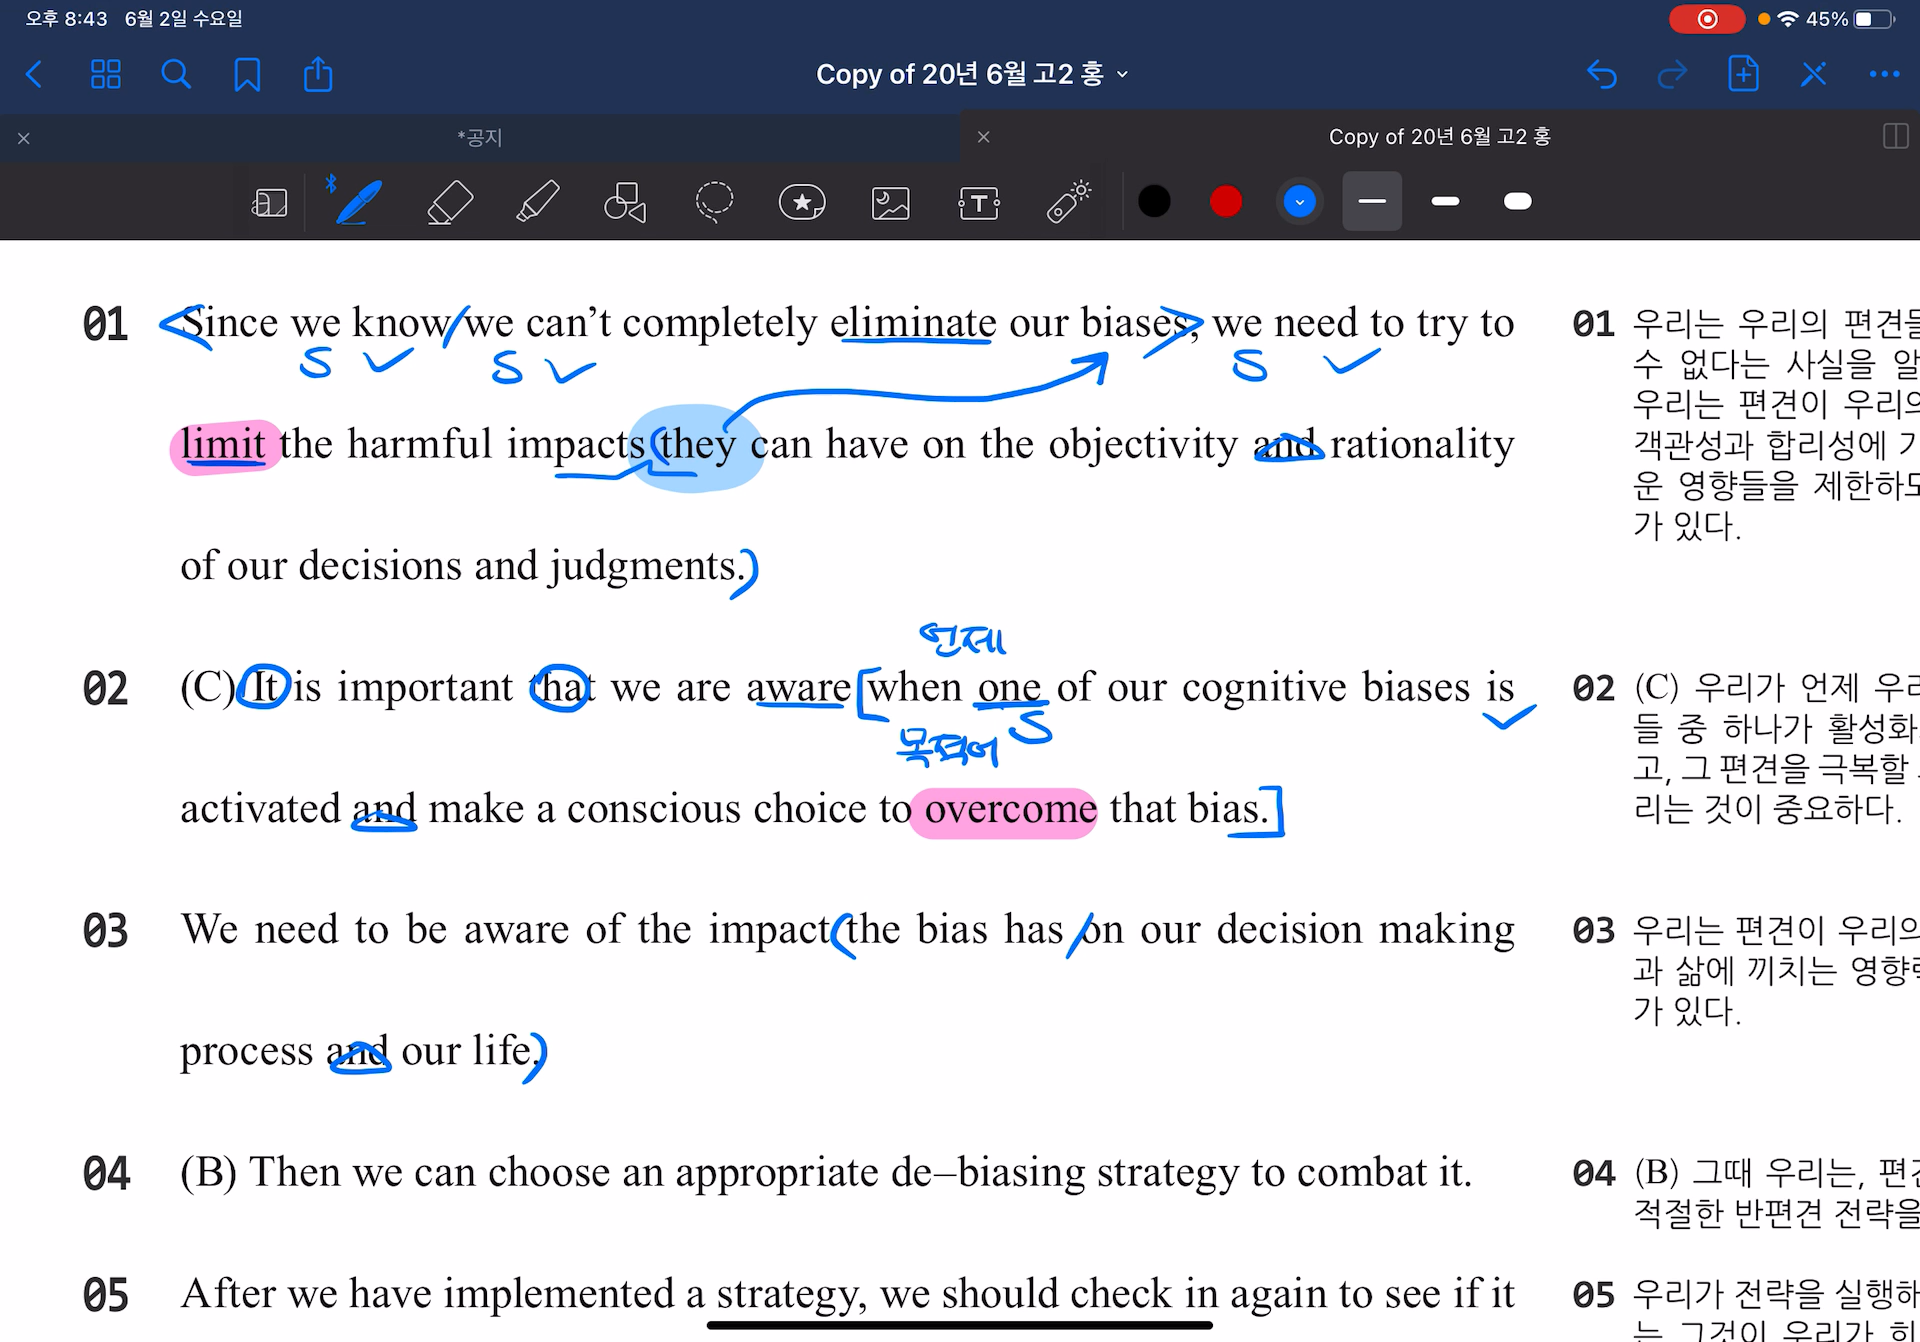 오후 8:43 6월 2일 수요일
45%
Copy of 20년 6월 고2 홍
*공지
Copy of 20년 6월 고2 홍
T
01 Since we know we can't completely eliminate our biases, we need to try to
S S S
limit the harmful impacts they can have on the objectivity and rationality
of our decisions and judgments.
언제
02 (C) It is important that we are aware when one of our cognitive biases is
목적어 S
activated and make a conscious choice to overcome that bias.
03 We need to be aware of the impact the bias has on our decision making
process and our life.
04 (B) Then we can choose an appropriate de–biasing strategy to combat it.
05 After we have implemented a strategy, we should check in again to see if it
01 우리는 우리의 편견들
수 없다는 사실을 알
우리는 편견이 우리의
객관성과 합리성에
운 영향들을 제한하
가 있다.
02 (C) 우리가 언제 우리
들 중 하나가 활성화
고, 그 편견을 극복할
리는 것이 중요하다.
03 우리는 편견이 우리의
과 삶에 끼치는 영향
가 있다.
04 (B) 그때 우리는, 편견
적절한 반편견 전략을
05 우리가 전략을 실행하
는 그것이 우리가